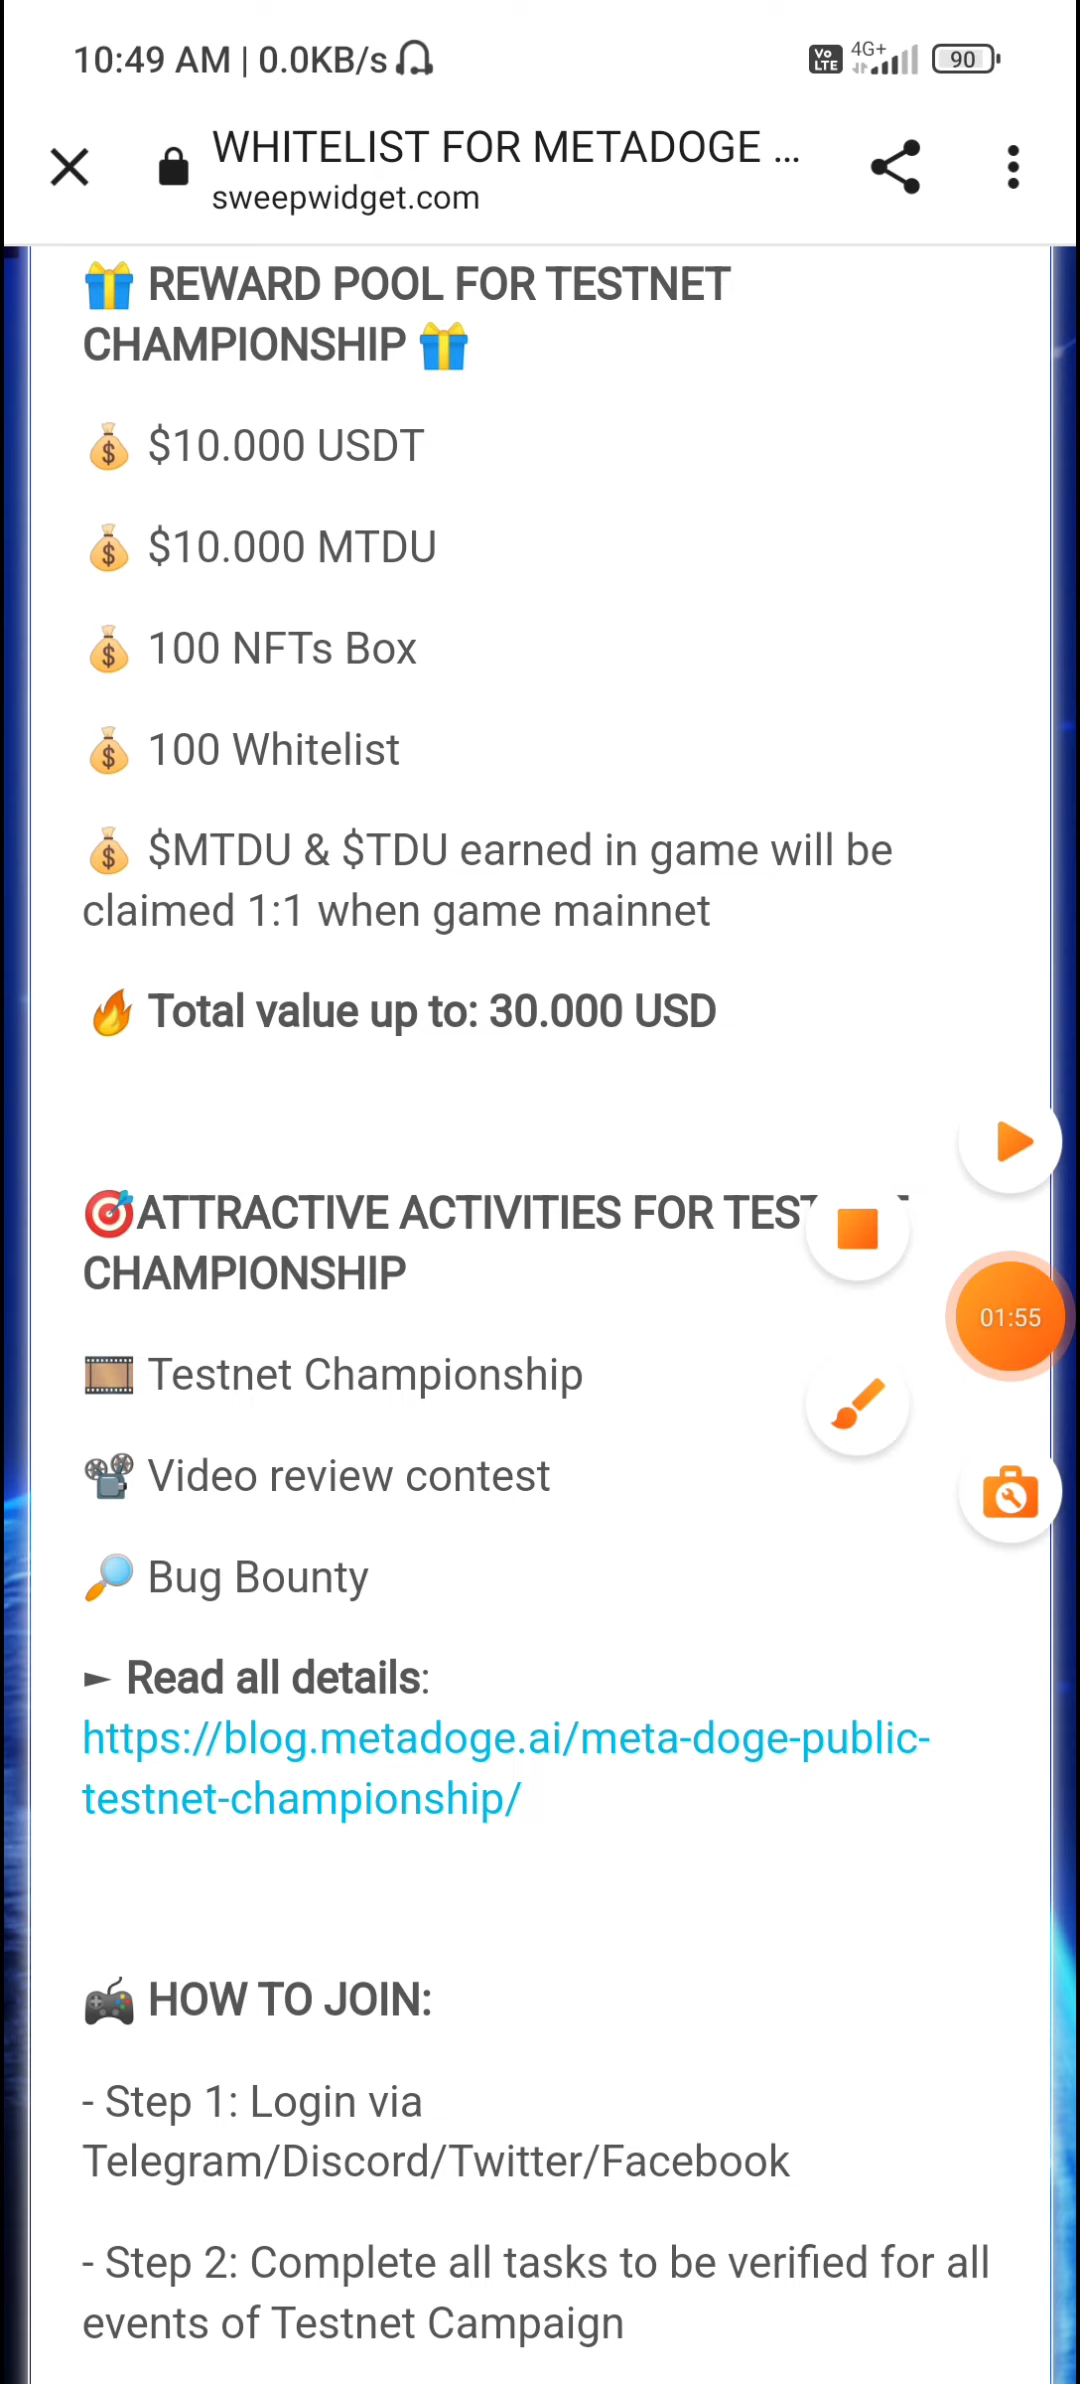 10:49 AM | 0.0KB/s
Vo LTE 4G+ 90
WHITELIST FOR METADOGE ...
sweepwidget.com
REWARD POOL FOR TESTNET
CHAMPIONSHIP
$10.000 USDT
$10.000 MTDU
100 NFTs Box
100 Whitelist
$MTDU & $TDU earned in game will be
claimed 1:1 when game mainnet
Total value up to: 30.000 USD
ATTRACTIVE ACTIVITIES FOR
CHAMPIONSHIP
01:55
Testnet Championship
Video review contest
Bug Bounty
► Read all details:
https://blog.metadoge.ai/meta-doge-public-
testnet-championship/
HOW TO JOIN:
- Step 1: Login via
Telegram/Discord/Twitter/Facebook
- Step 2: Complete all tasks to be verified for all
events of Testnet Campaign